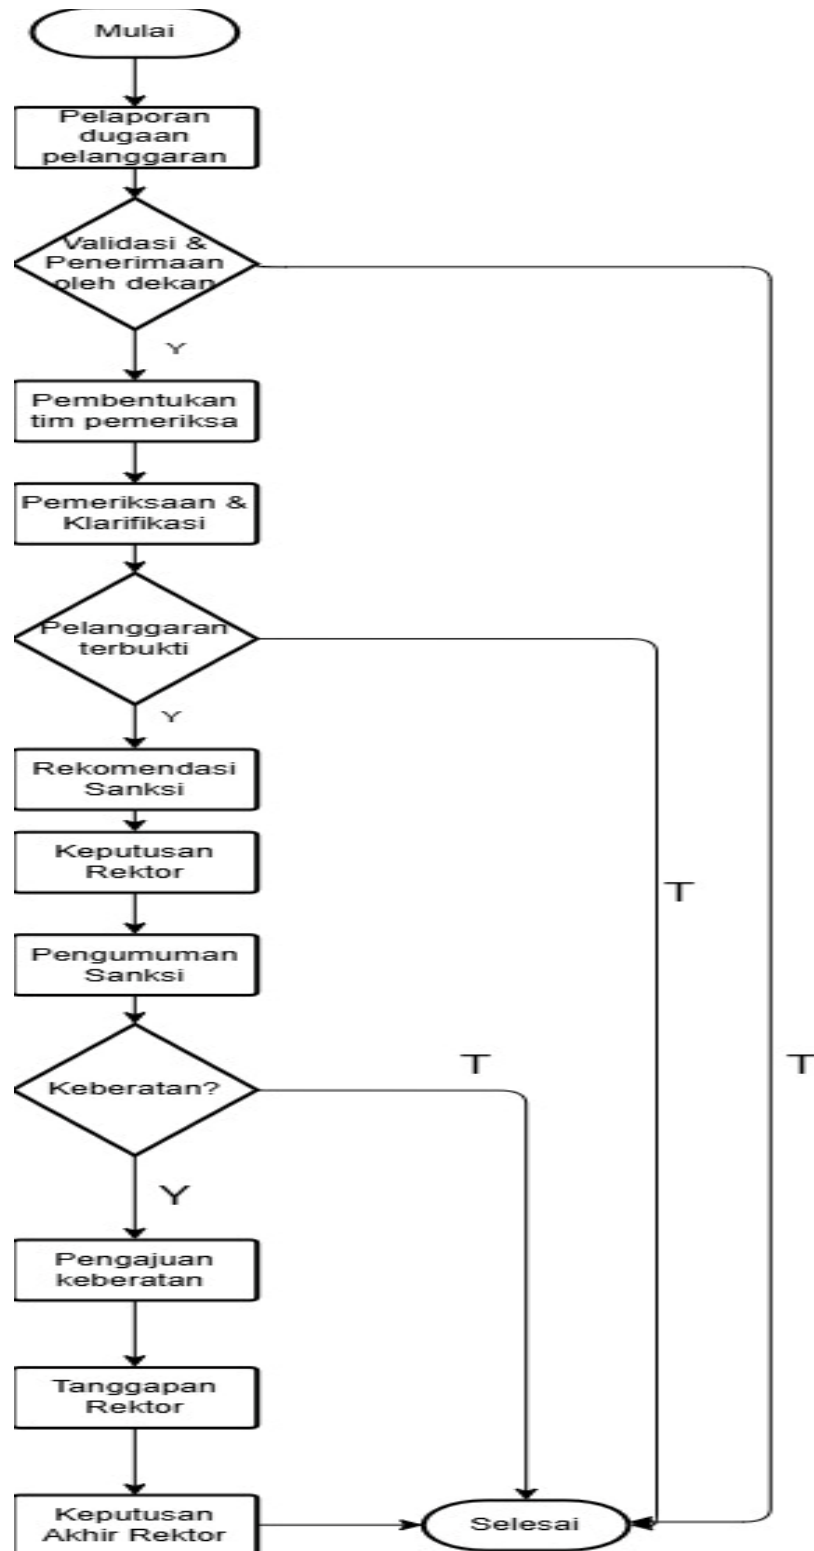 Mulai
Pelaporan
dugaan
pelanggaran
Validasi &
Penerimaan
oleh dekan
Y
Pembentukan
tim pemeriksa
Pemeriksaan &
Klarifikasi
Pelanggaran
terbukti
Y
Rekomendasi
Sanksi
Keputusan
Rektor
T
Pengumuman
Sanksi
T
T
Keberatan?
Y
Pengajuan
keberatan
Tanggapan
Rektor
Keputusan
Akhir Rektor
Selesai